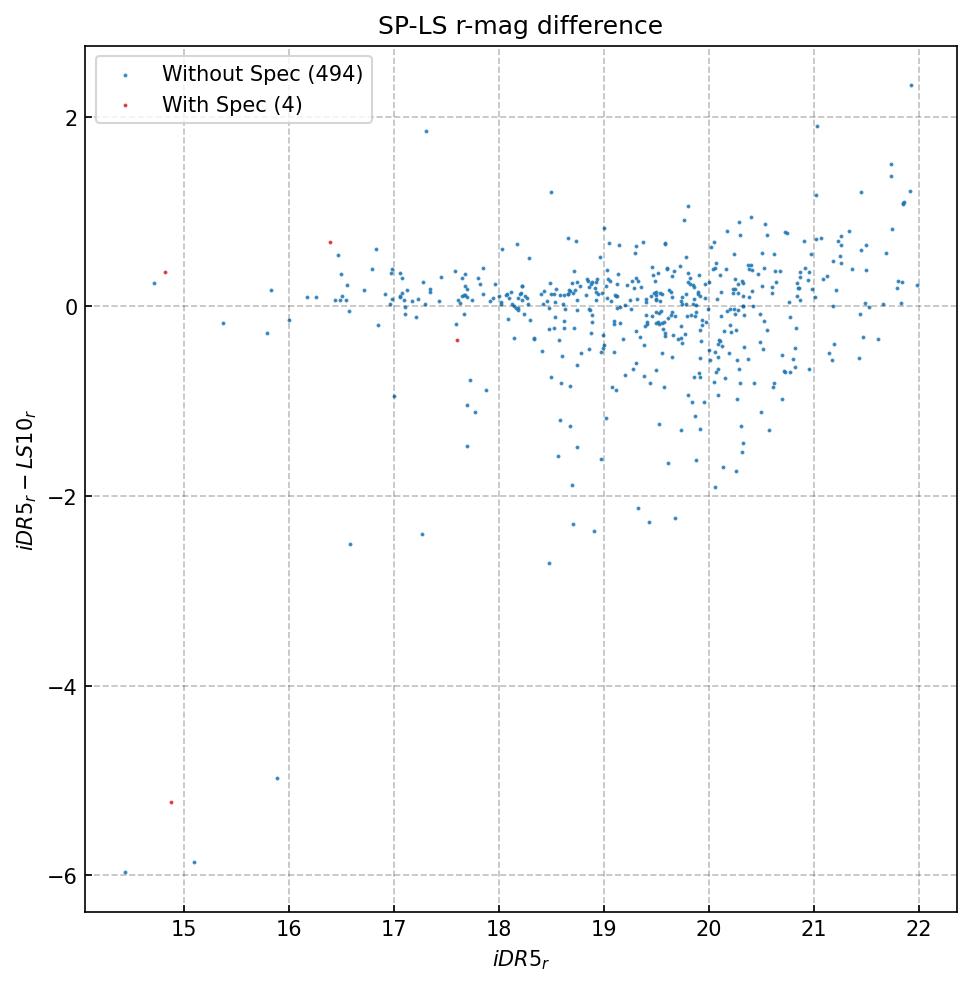 SP-LS r-mag difference
Without Spec (494)
With Spec (4)
2
0
−2
−4
−6
iDR5r − LS10r
15 16 17 18 19 20 21 22
iDR5r